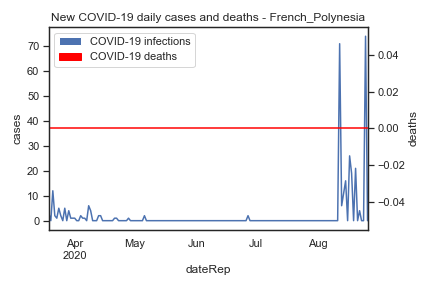 New COVID-19 daily cases and deaths - French_Polynesia
COVID-19 infections
COVID-19 deaths
cases
70
60
50
40
30
20
10
0
0.04
0.02
0.00
−0.02
−0.04
deaths
Apr
2020
May
Jun
Jul
Aug
dateRep